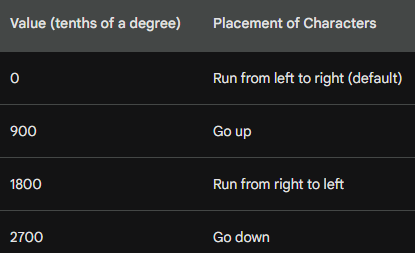 Value (tenths of a degree) Placement of Characters
0 Run from left to right (default)
900 Go up
1800 Run from right to left
2700 Go down